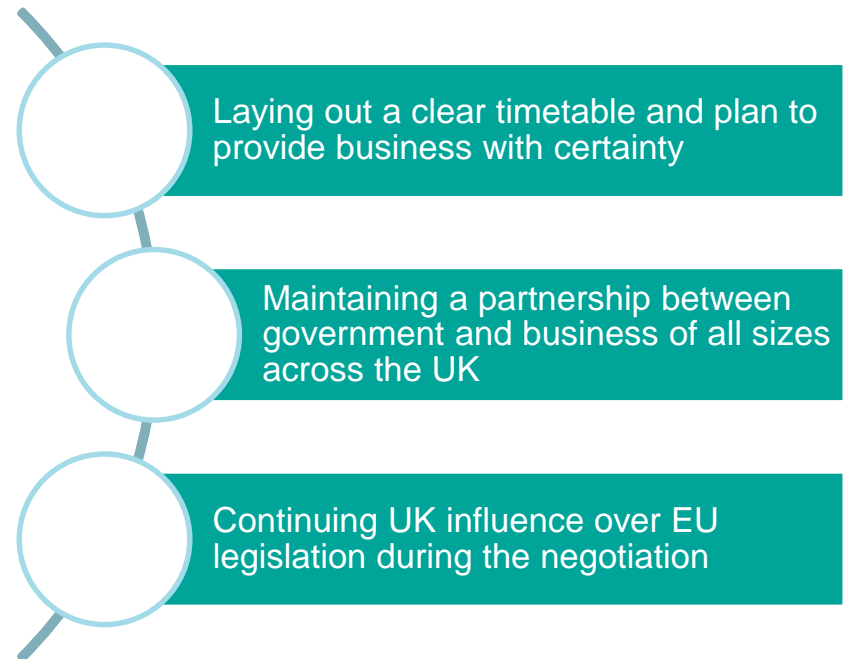 Laying out a clear timetable and plan to
provide business with certainty
Maintaining a partnership between
government and business of all sizes
across the UK
Continuing UK influence over EU
legislation during the negotiation